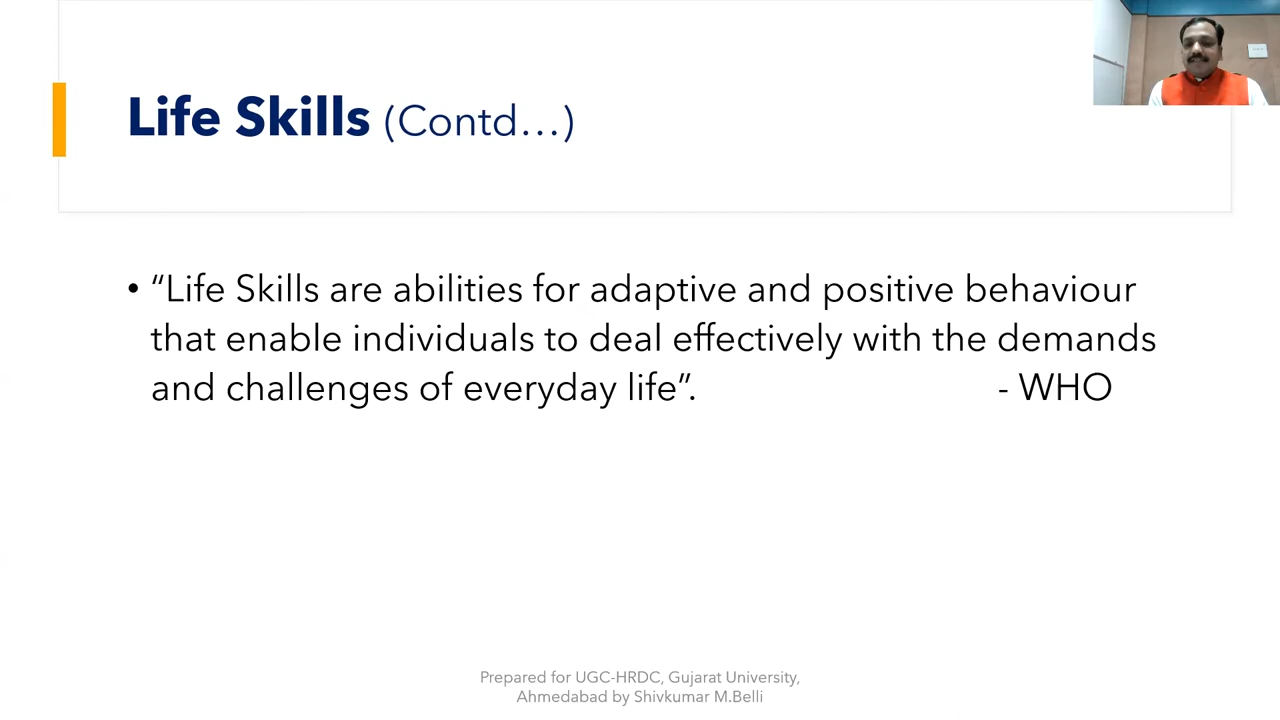 Life Skills (Contd...)
• “Life Skills are abilities for adaptive and positive behaviour
that enable individuals to deal effectively with the demands
and challenges of everyday life”. - WHO
Prepared for UGC-HRDC, Gujarat University,
Ahmedabad by Shivkumar M.Belli